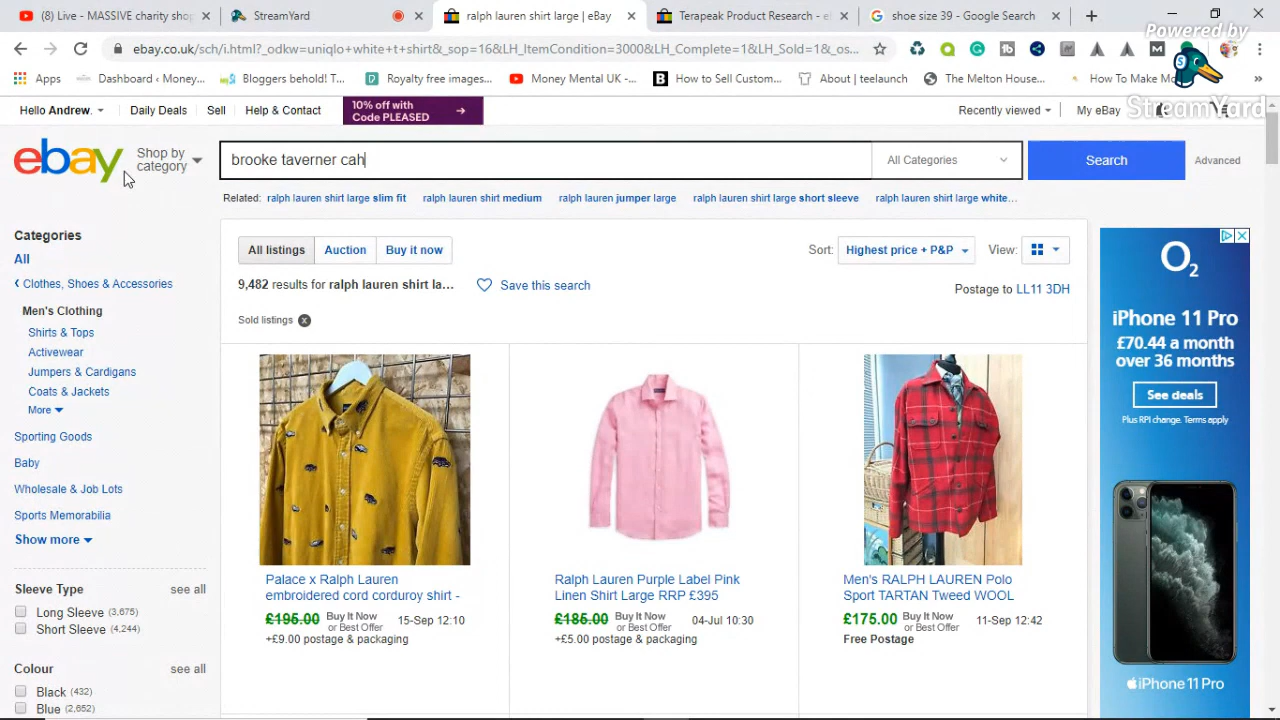 (5) Live - MASSIVE charity sho
StreamYard
ralph lauren shirt large | eBay
Terapeak Product Research - eB
shoe size 39 - Google Search
ebay.co.uk/sch/i.html?_odkw=uniqlo+white+t+shirt&_sop=16&LH_ItemCondition=3000&LH_Complete=1&LH_Sold=1&_os...
Powered by
StreamYard
Apps
Dashboard ‹ Money...
Bloggers behold! T...
Royalty free images...
Money Mental UK -...
How to Sell Custom...
About | teelaunch
The Melton House...
How To Make Mo
»
Hello Andrew.
Daily Deals
Sell
Help & Contact
10% off with
Code PLEASED
Recently viewed
My eBay
ebay
Shop by
category
brooke taverner cah
All Categories
Search
Advanced
Related:
ralph lauren shirt large slim fit
ralph lauren shirt medium
ralph lauren jumper large
ralph lauren shirt large short sleeve
ralph lauren shirt large white...
Categories
All
Clothes, Shoes & Accessories
Men's Clothing
Shirts & Tops
Activewear
Jumpers & Cardigans
Coats & Jackets
More
Sporting Goods
Baby
Wholesale & Job Lots
Sports Memorabilia
Show more
Sleeve Type
see all
Long Sleeve (3,675)
Short Sleeve (4,244)
Colour
see all
Black (432)
Blue (2,652)
All listings
Auction
Buy it now
Sort:
Highest price + P&P
View:
9,482 results for ralph lauren shirt la...
Save this search
Postage to LL11 3DH
Sold listings
Palace x Ralph Lauren
embroidered cord corduroy shirt -
£195.00
Buy It Now
or Best Offer
15-Sep 12:10
+£9.00 postage & packaging
Ralph Lauren Purple Label Pink
Linen Shirt Large RRP £395
£185.00
Buy It Now
or Best Offer
04-Jul 10:30
+£5.00 postage & packaging
Men's RALPH LAUREN Polo
Sport TARTAN Tweed WOOL
£175.00
Buy It Now
or Best Offer
11-Sep 12:42
Free Postage
O2
iPhone 11 Pro
£70.44 a month
over 36 months
See deals
Plus RPI change. Terms apply
iPhone 11 Pro